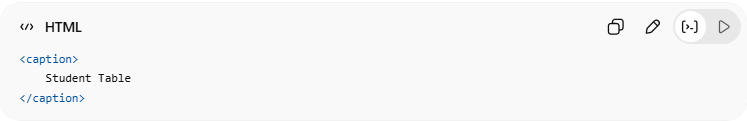 HTML
<caption>
    Student Table
</caption>